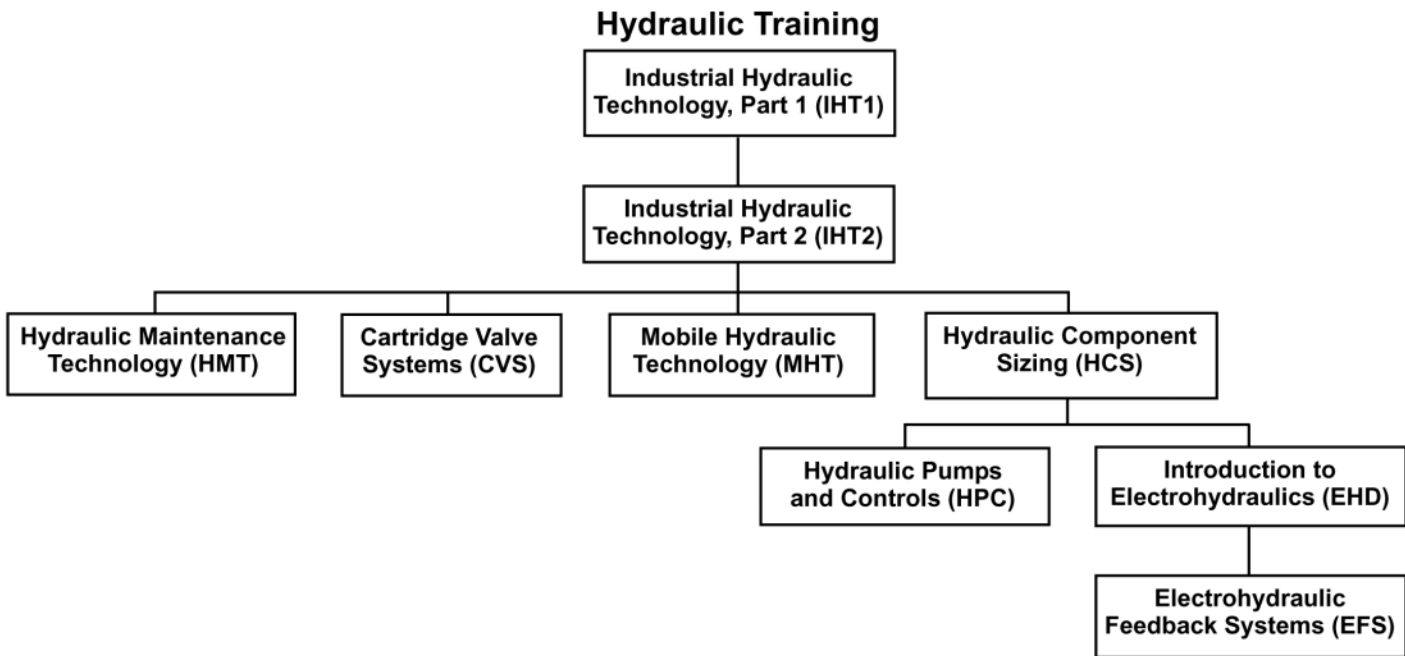 Hydraulic Training
Industrial Hydraulic
Technology, Part 1 (IHT1)
Industrial Hydraulic
Technology, Part 2 (IHT2)
Hydraulic Maintenance
Technology (HMT)
Cartridge Valve
Systems (CVS)
Mobile Hydraulic
Technology (MHT)
Hydraulic Component
Sizing (HCS)
Hydraulic Pumps
and Controls (HPC)
Introduction to
Electrohydraulics (EHD)
Electrohydraulic
Feedback Systems (EFS)